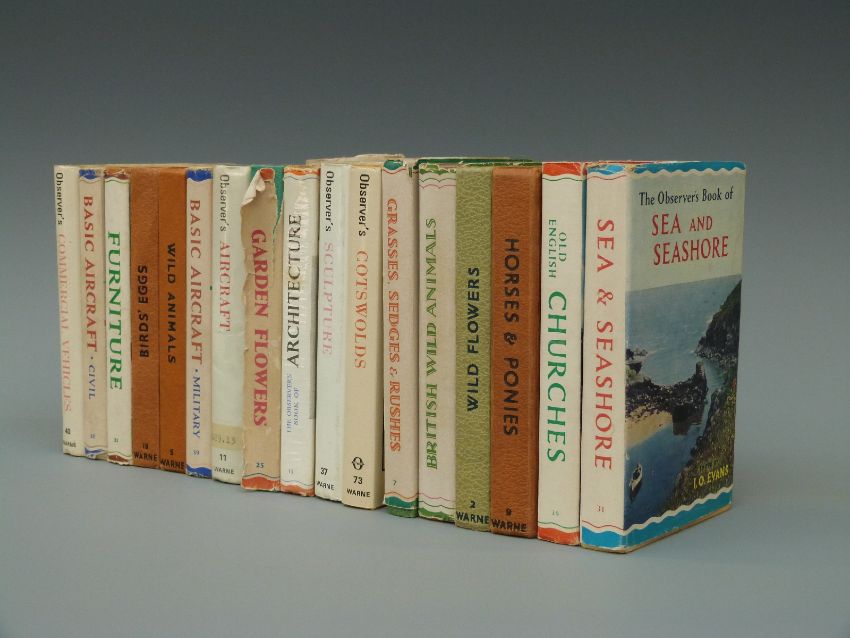 Observer's COMMERCIAL VEHICLES
40
WARNE
BASIC AIRCRAFT • CIVIL
FURNITURE
BIRDS' EGGS
18
WARNE
WILD ANIMALS
5
WARNE
BASIC AIRCRAFT • MILITARY
Observer's AIRCRAFT
11
WARNE
GARDEN FLOWERS
25
THE OBSERVER'S BOOK OF
ARCHITECTURE
Observer's SCULPTURE
37
WARNE
Observer's COTSWOLDS
73
WARNE
GRASSES, SEDGES & RUSHES
7
BRITISH WILD ANIMALS
WILD FLOWERS
2
WARNE
HORSES & PONIES
9
WARNE
OLD ENGLISH
CHURCHES
SEA & SEASHORE
31
The Observer's Book of
SEA AND
SEASHORE
I. O. EVANS